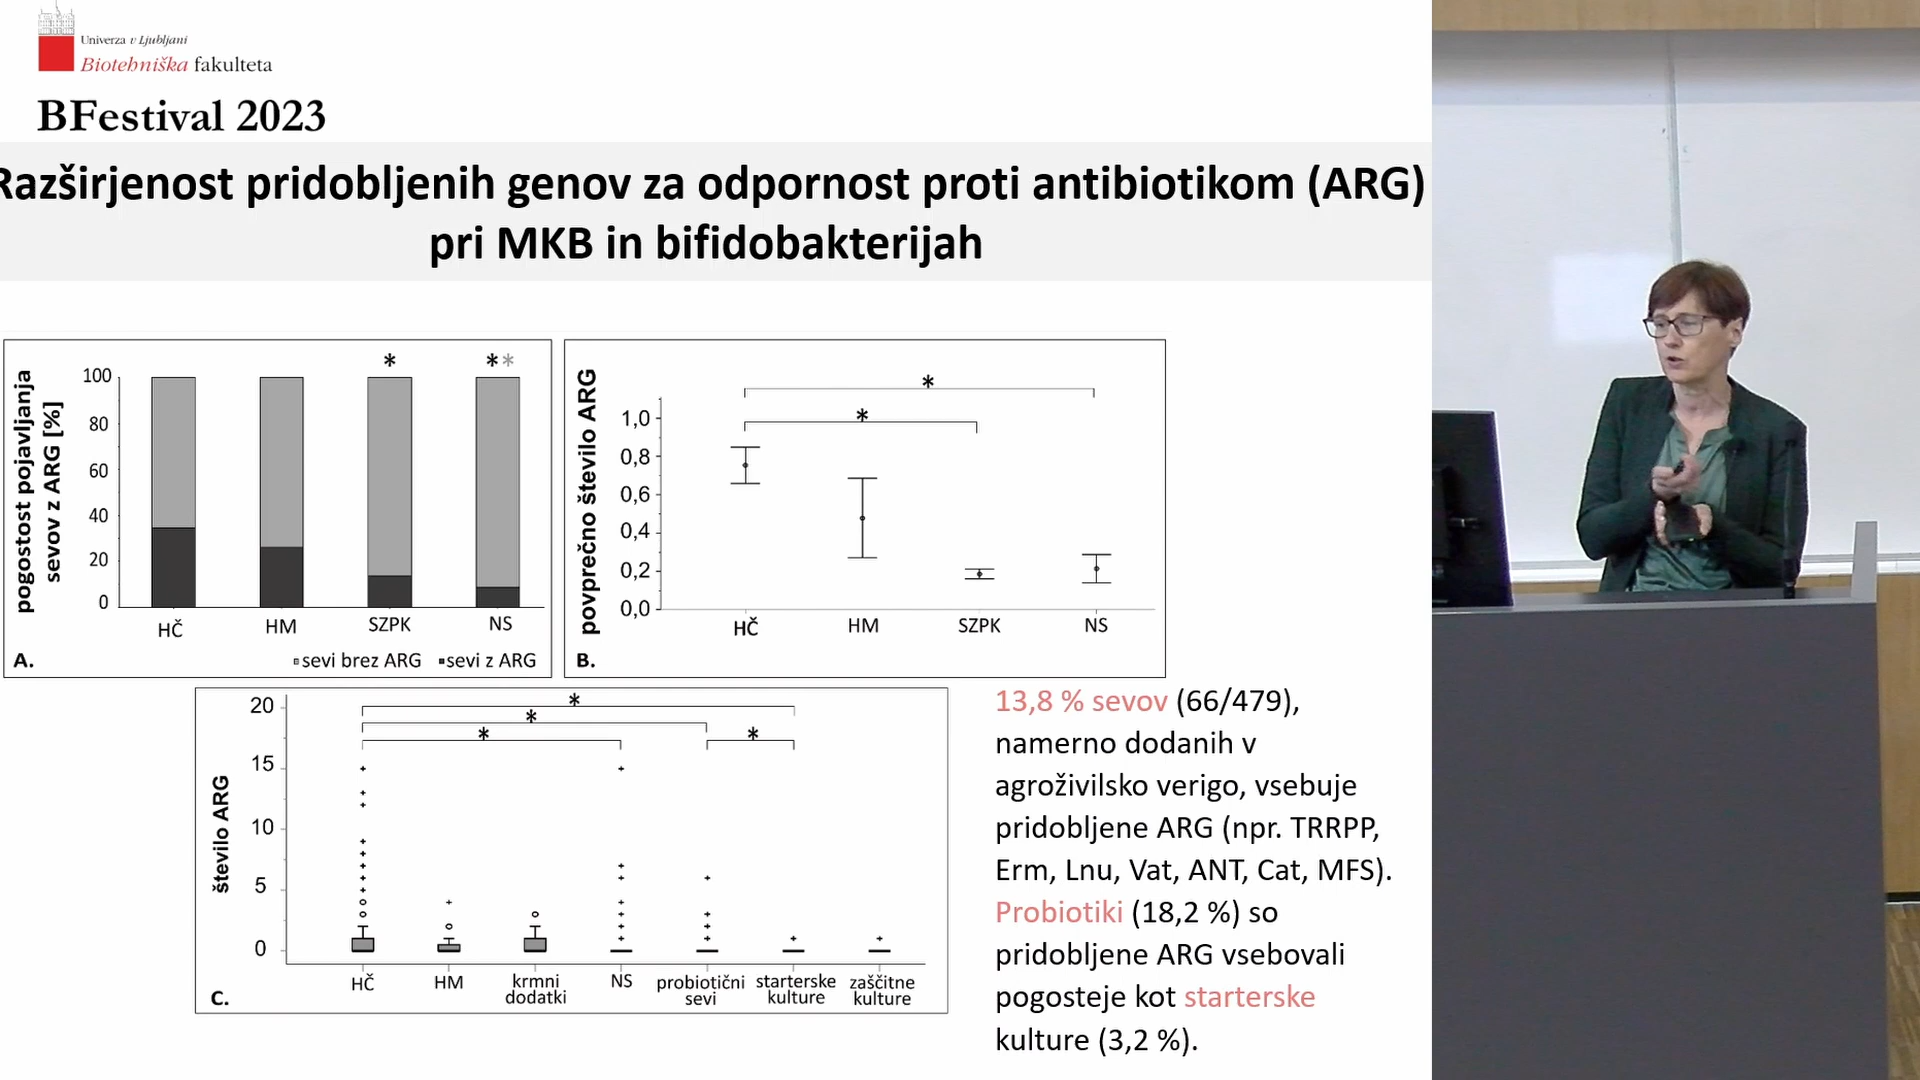 Univerza v Ljubljani
Biotehniška fakulteta
BFestival 2023
Razširjenost pridobljenih genov za odpornost proti antibiotikom (ARG)
pri MKB in bifidobakterijah
pogostost pojavljanja
sevov z ARG [%]
100
80
60
40
20
0
* * *
HČ HM SZPK NS
A. sevi brez ARG sevi z ARG
povprečno število ARG
1,0
0,8
0,6
0,4
0,2
0,0
*
*
HČ HM SZPK NS
B.
število ARG
20
15
10
5
0
*
*
* *
HČ HM krmni dodatki NS probiotični sevi starterske kulture zaščitne kulture
C.
13,8 % sevov (66/479),
namerno dodanih v
agroživilsko verigo, vsebuje
pridobljene ARG (npr. TRRPP,
Erm, Lnu, Vat, ANT, Cat, MFS).
Probiotiki (18,2 %) so
pridobljene ARG vsebovali
pogosteje kot starterske
kulture (3,2 %).